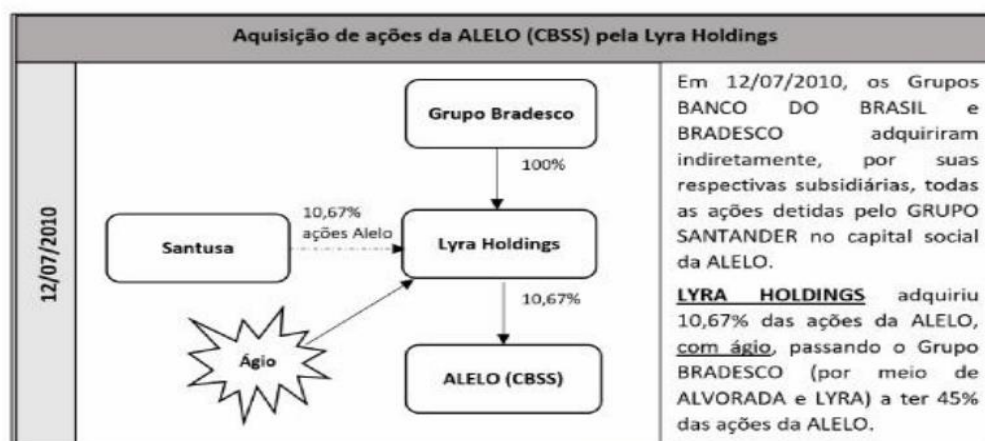 Aquisição de ações da ALELO (CBSS) pela Lyra Holdings
12/07/2010
Grupo Bradesco
100%
Santusa
10,67%
ações Alelo
Lyra Holdings
10,67%
Ágio
ALELO (CBSS)
Em 12/07/2010, os Grupos
BANCO DO BRASIL e
BRADESCO adquiriram
indiretamente, por suas
respectivas subsidiárias, todas
as ações detidas pelo GRUPO
SANTANDER no capital social
da ALELO.
LYRA HOLDINGS adquiriu
10,67% das ações da ALELO,
com ágio, passando o Grupo
BRADESCO (por meio de
ALVORADA e LYRA) a ter 45%
das ações da ALELO.